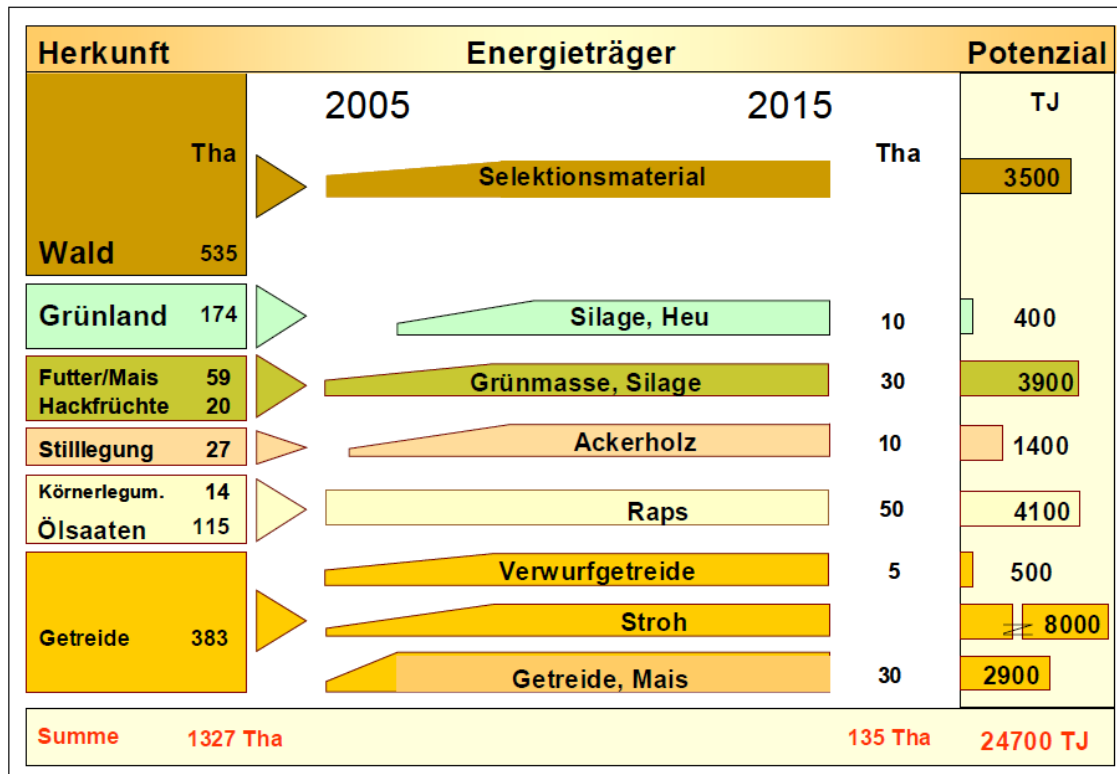 Herkunft Energieträger Potenzial
2005 2015 TJ
Tha Tha
Selektionsmaterial 3500
Wald 535
Grünland 174 Silage, Heu 10 400
Futter/Mais 59
Grünmasse, Silage 30 3900
Hackfrüchte 20
Stilllegung 27 Ackerholz 10 1400
Körnerlegum. 14
Raps 50 4100
Ölsaaten 115
Verwurfgetreide 5 500
Stroh 8000
Getreide 383
Getreide, Mais 30 2900
Summe 1327 Tha 135 Tha 24700 TJ